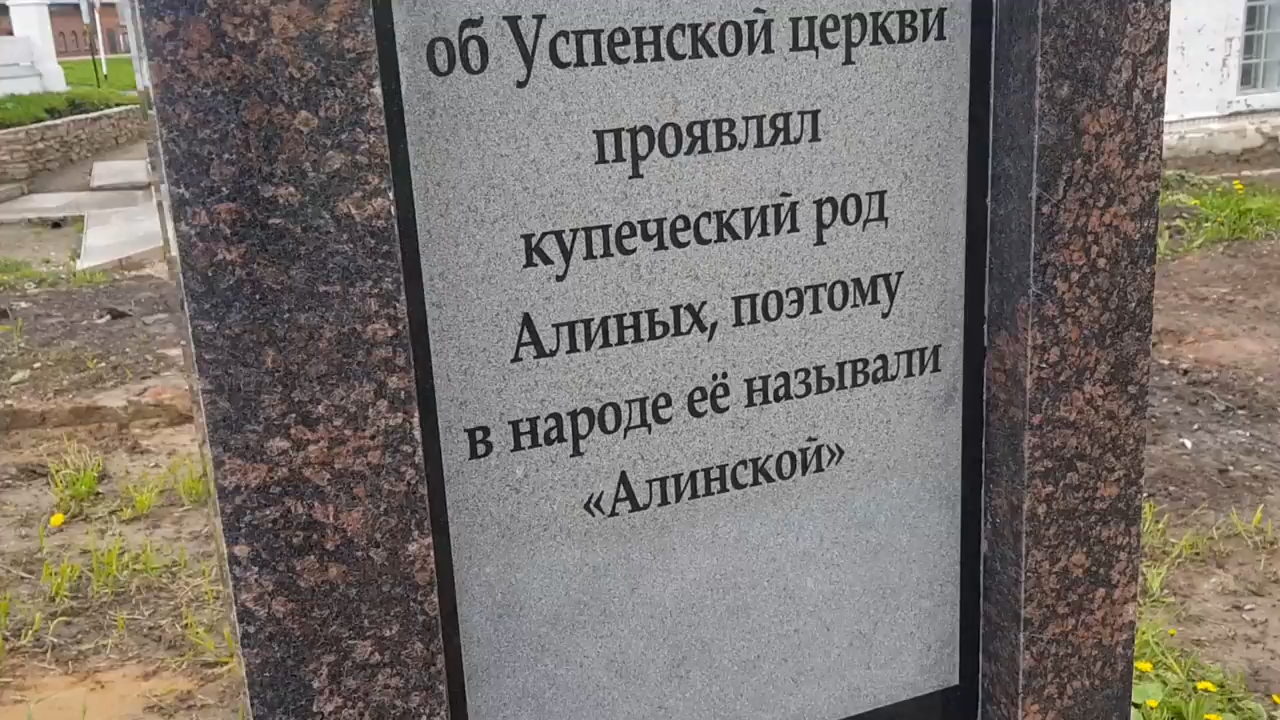 об Успенской церкви
проявлял
купеческий род
Алиных, поэтому
в народе её называли
«Алинской»